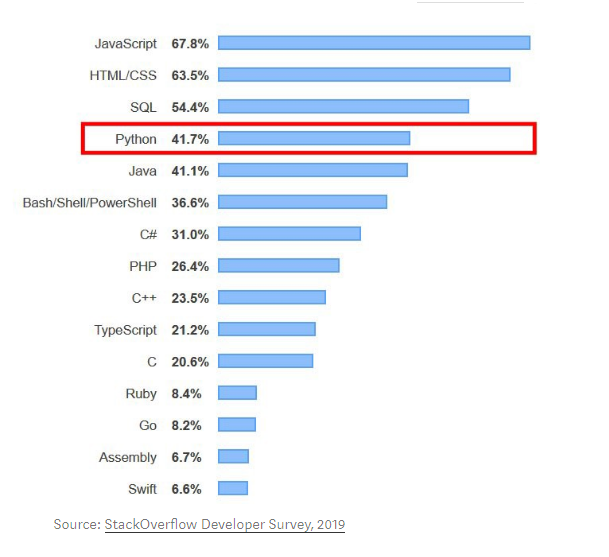 JavaScript 67.8%
HTML/CSS 63.5%
SQL 54.4%
Python 41.7%
Java 41.1%
Bash/Shell/PowerShell 36.6%
C# 31.0%
PHP 26.4%
C++ 23.5%
TypeScript 21.2%
C 20.6%
Ruby 8.4%
Go 8.2%
Assembly 6.7%
Swift 6.6%
Source: StackOverflow Developer Survey, 2019